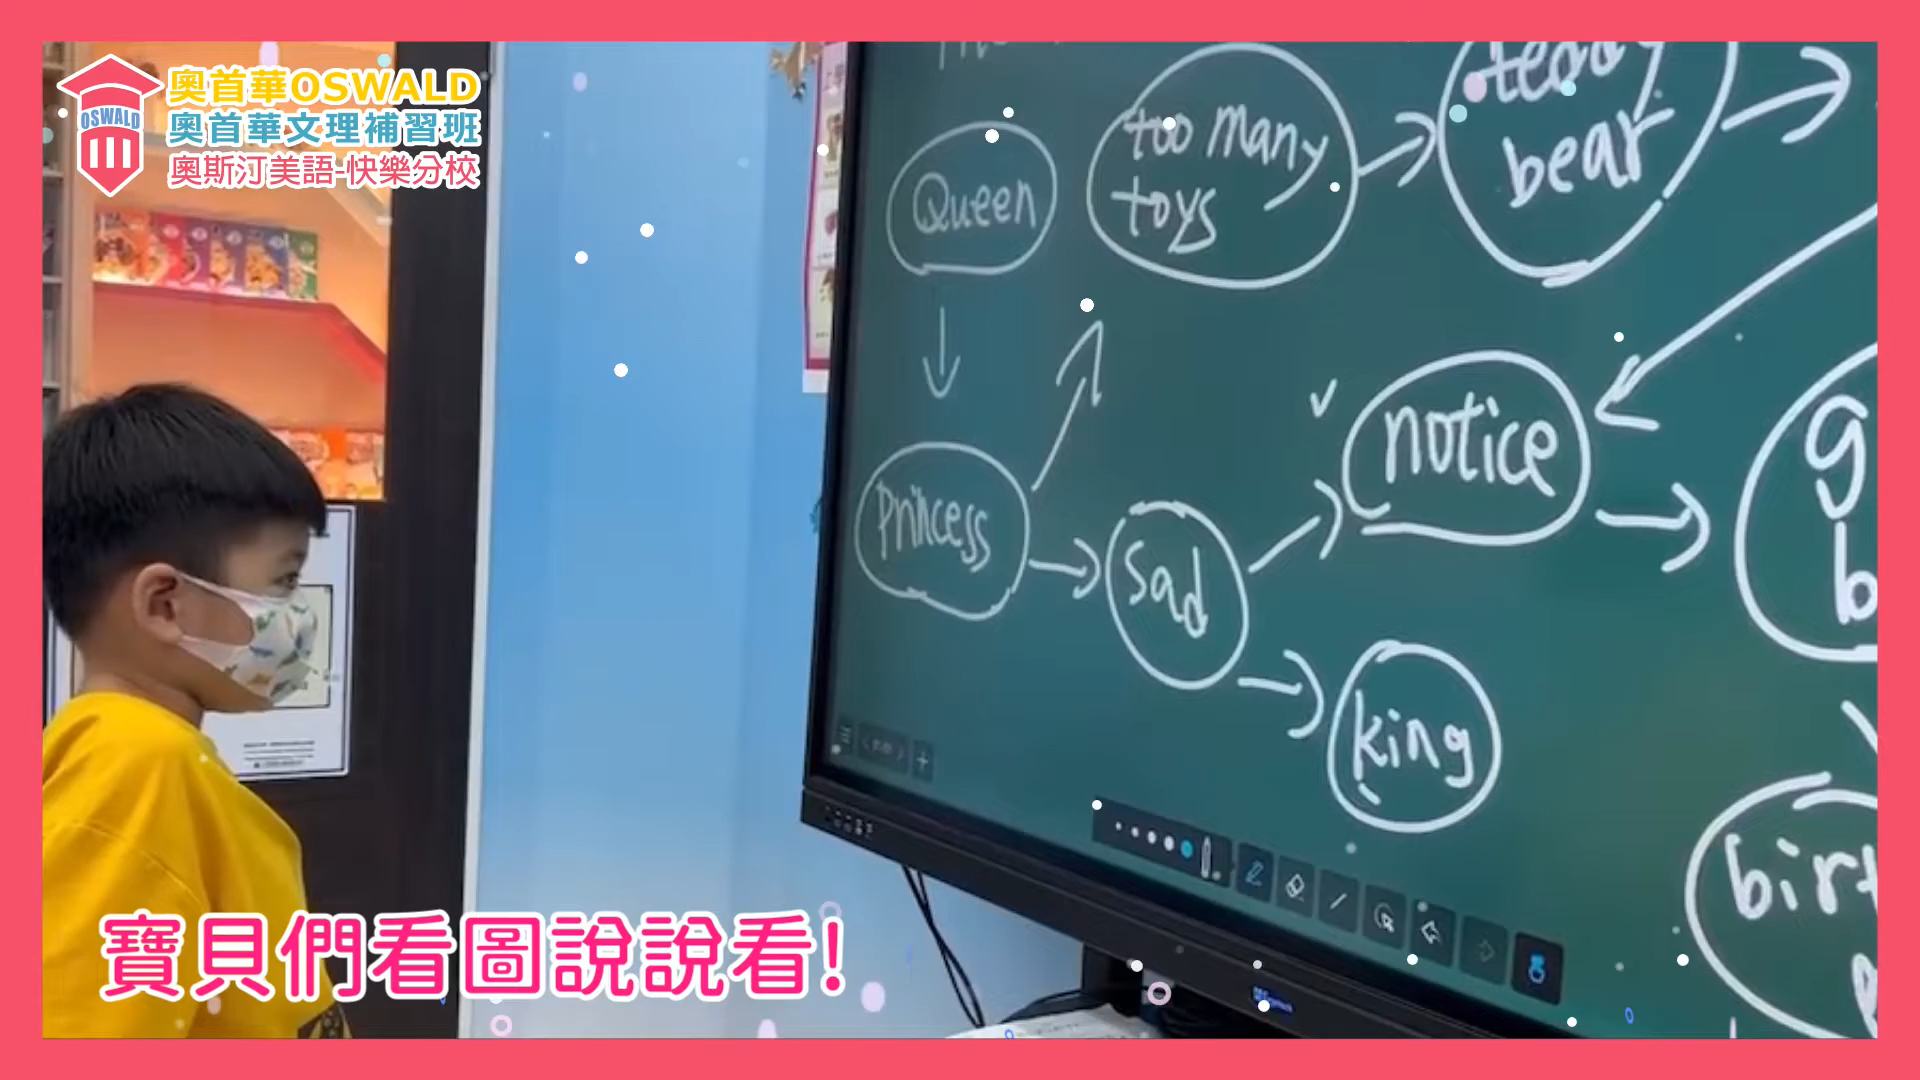 奧首華OSWALD
奧首華文理補習班
奧斯汀美語-快樂分校
OSWALD
too many
toys
teddy
bear
Queen
notice
Princess
sad
king
g
b
birt
寶貝們看圖說說看!